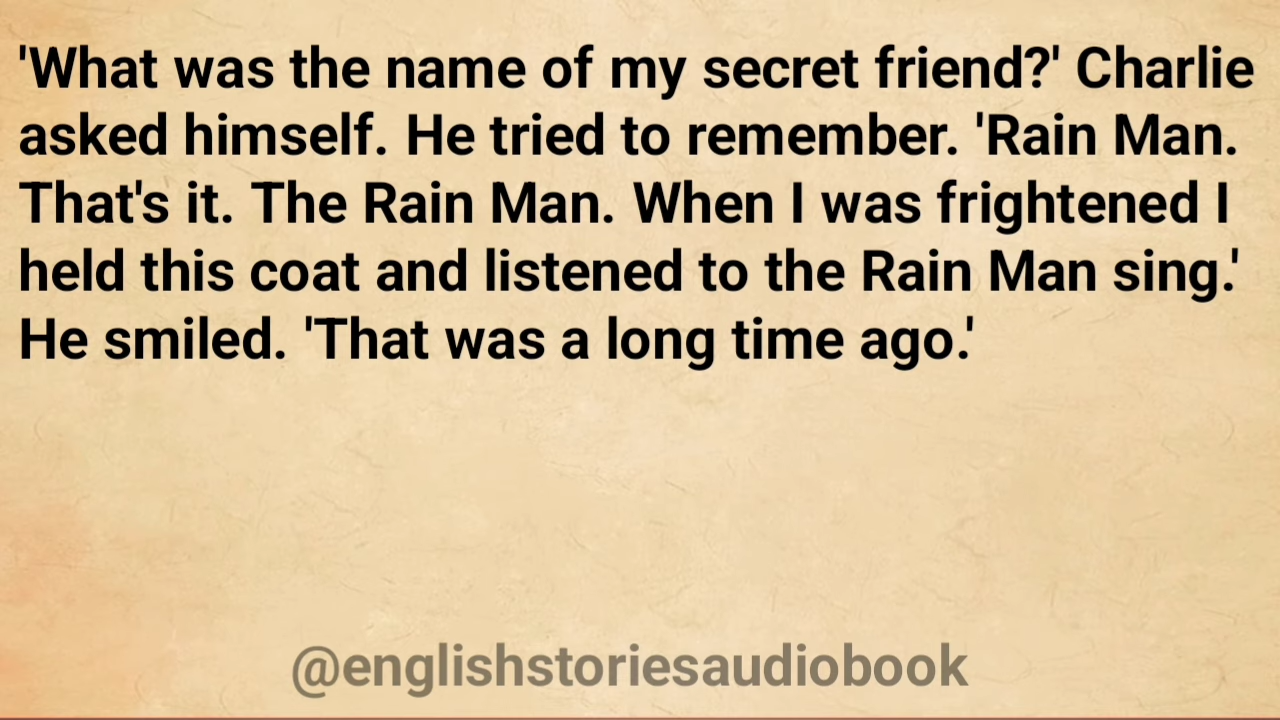 'What was the name of my secret friend?' Charlie
asked himself. He tried to remember. 'Rain Man.
That's it. The Rain Man. When I was frightened I
held this coat and listened to the Rain Man sing.'
He smiled. 'That was a long time ago.'
@englishstoriesaudiobook